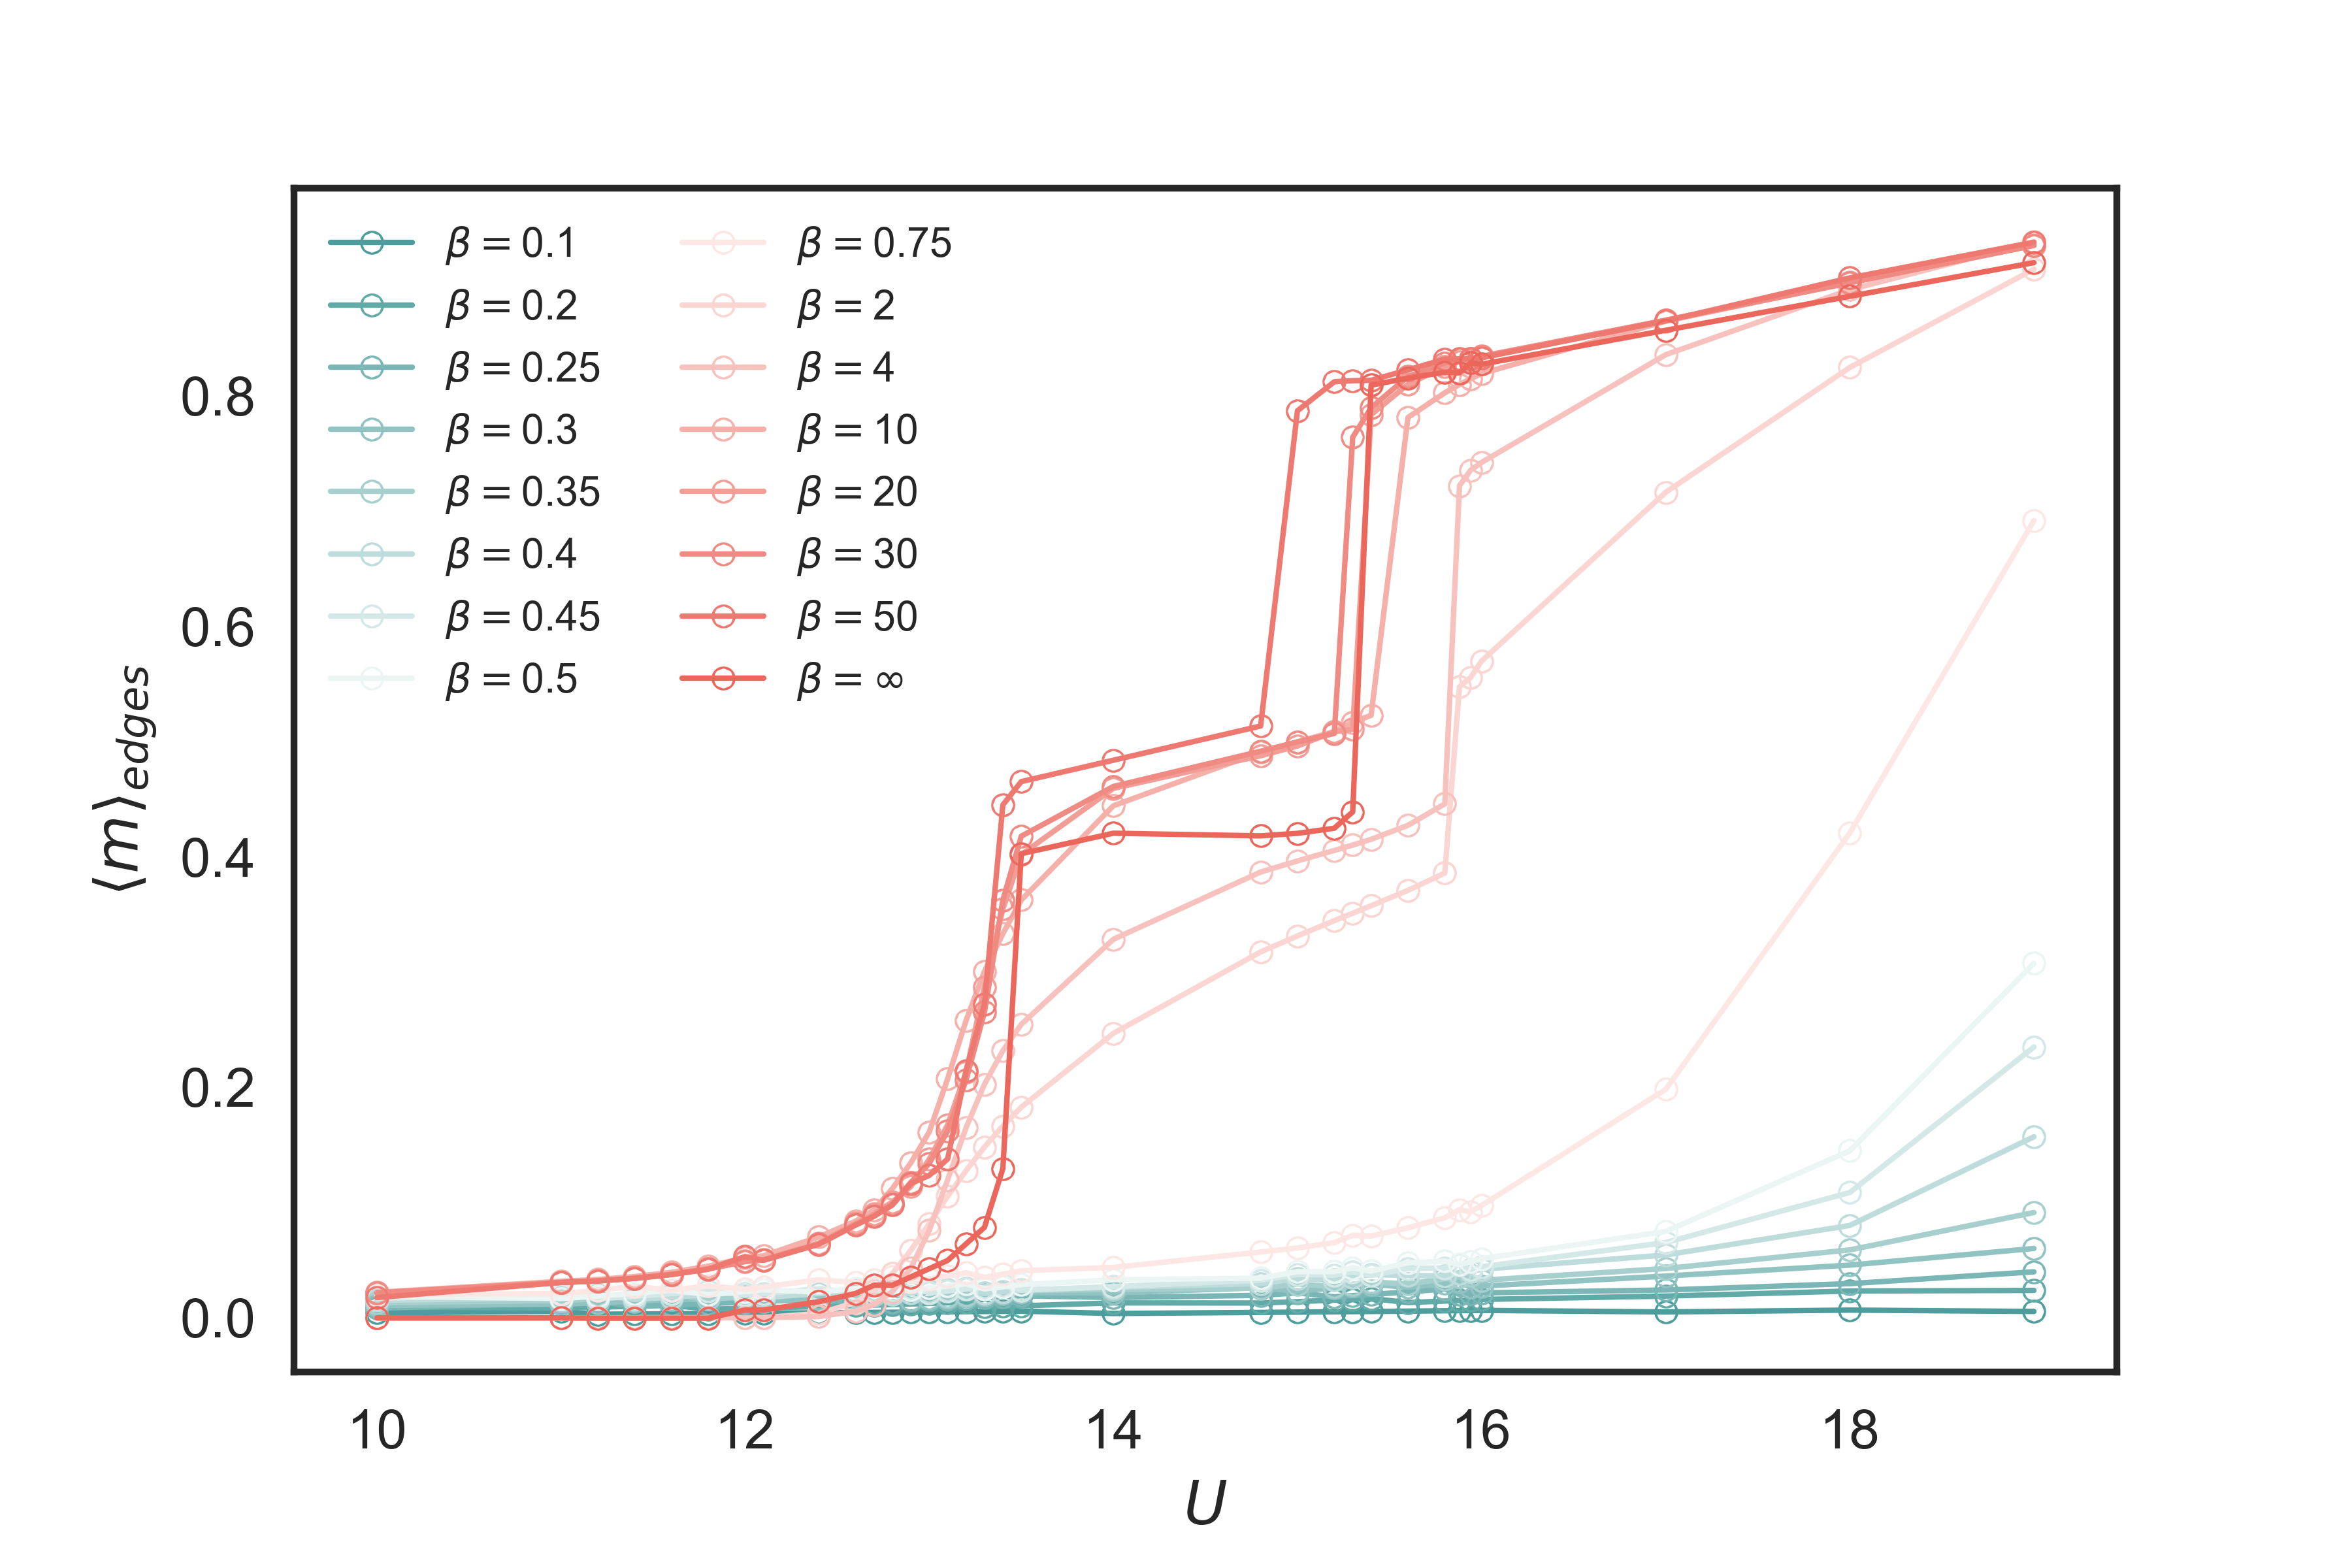 β = 0.1
β = 0.2
β = 0.25
β = 0.3
β = 0.35
β = 0.4
β = 0.45
β = 0.5
β = 0.75
β = 2
β = 4
β = 10
β = 20
β = 30
β = 50
β = ∞
0.8
0.6
0.4
0.2
0.0
⟨m⟩edges
10 12 14 16 18
U